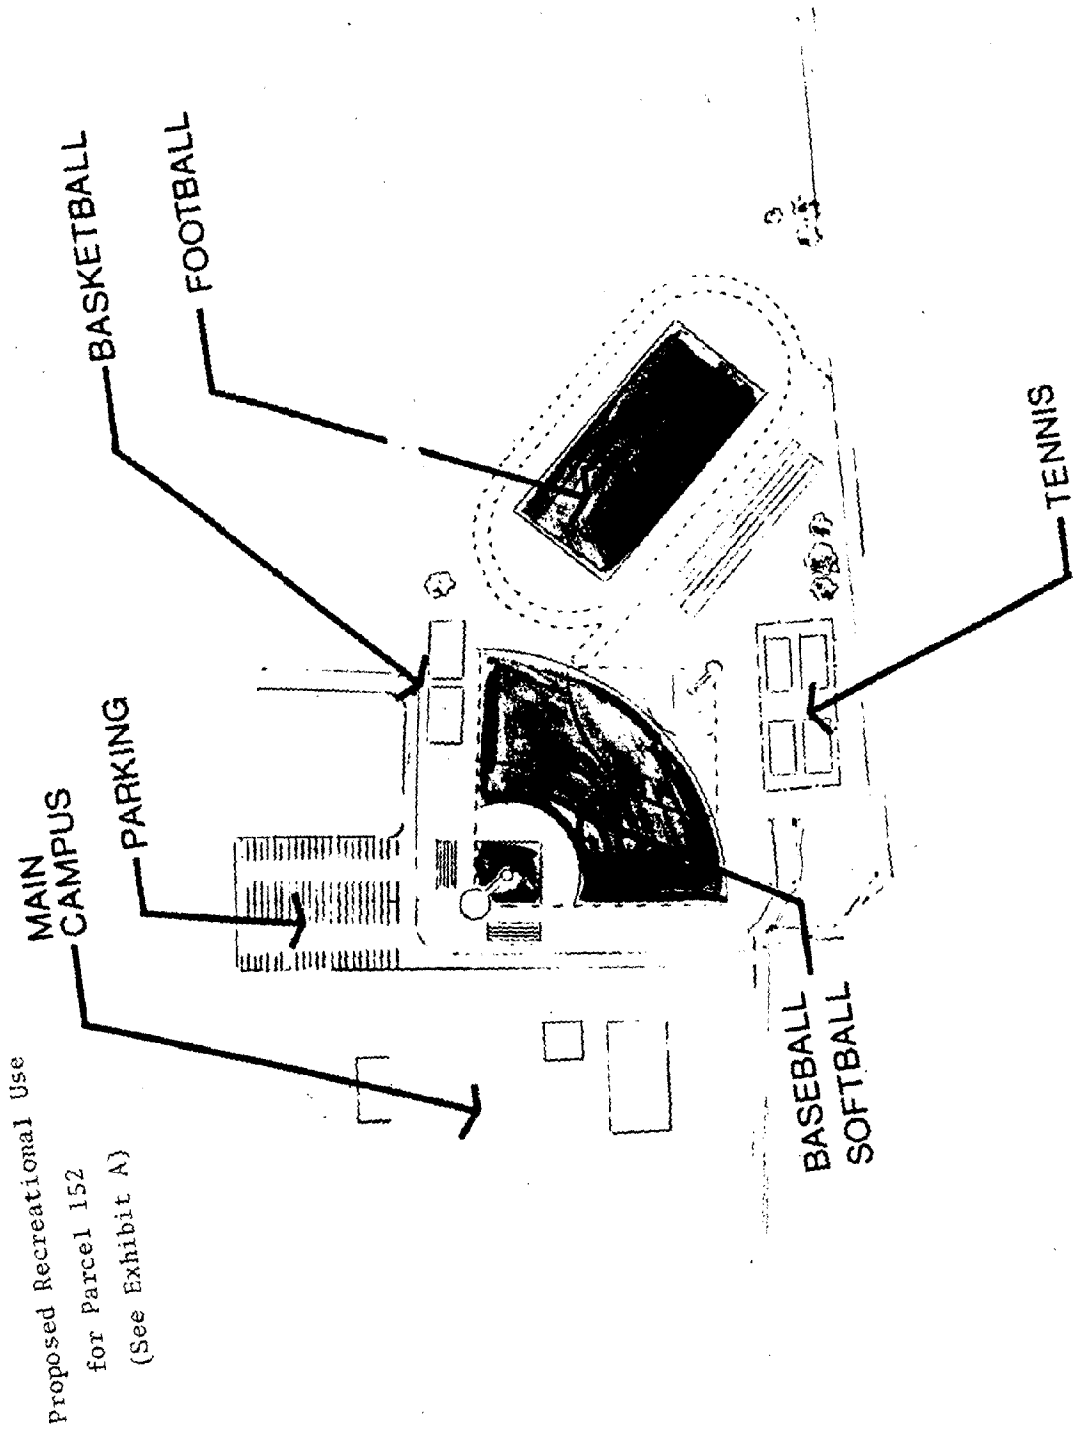 Proposed Recreational Use
for Parcel 152
(See Exhibit A)
MAIN
CAMPUS
PARKING
BASKETBALL
FOOTBALL
BASEBALL
SOFTBALL
TENNIS